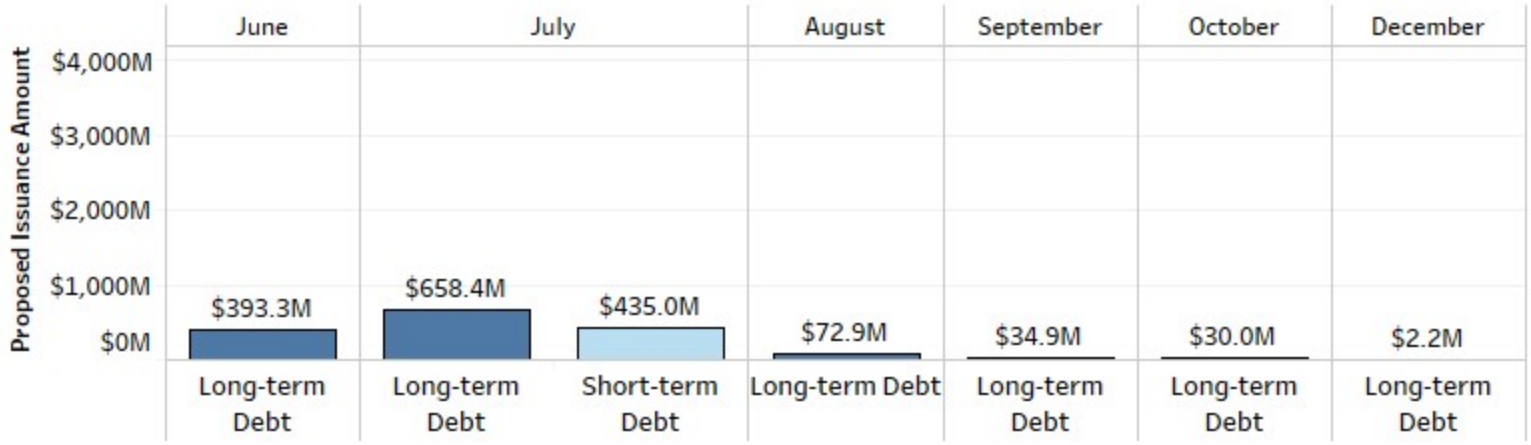 June July August September October December
Proposed Issuance Amount
$4,000M
$3,000M
$2,000M
$1,000M
$0M
$393.3M
$658.4M
$435.0M
$72.9M
$34.9M
$30.0M
$2.2M
Long-term
Debt
Long-term
Debt
Short-term
Debt
Long-term Debt
Long-term
Debt
Long-term
Debt
Long-term
Debt